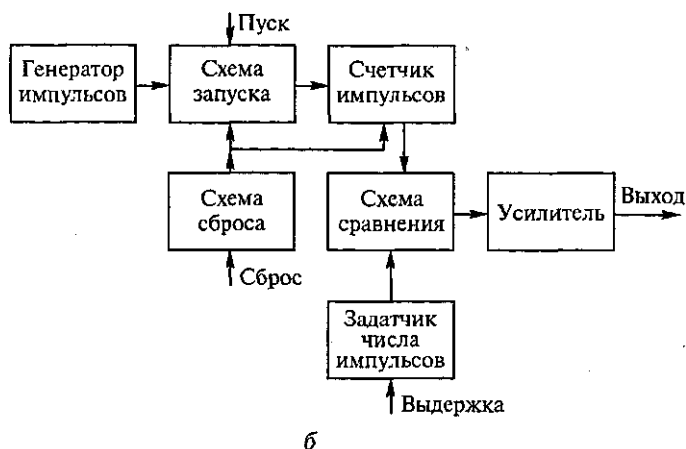 Пуск
Генератор
импульсов
Схема
запуска
Счетчик
импульсов
Схема
сброса
Сброс
Схема
сравнения
Усилитель
Выход
Задатчик
числа
импульсов
Выдержка
б